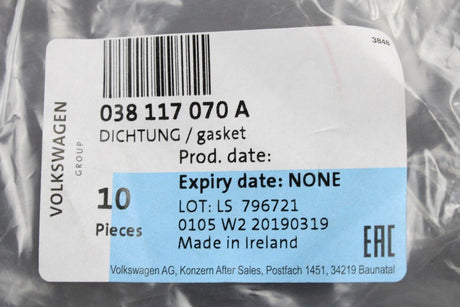 3848
VOLKSWAGEN
GROUP
038 117 070 A
DICHTUNG / gasket
Prod. date:
Expiry date: NONE
10
Pieces
LOT: LS 796721
0105 W2 20190319
Made in Ireland
EAC
Volkswagen AG, Konzern After Sales, Postfach 1451, 34219 Baunatal